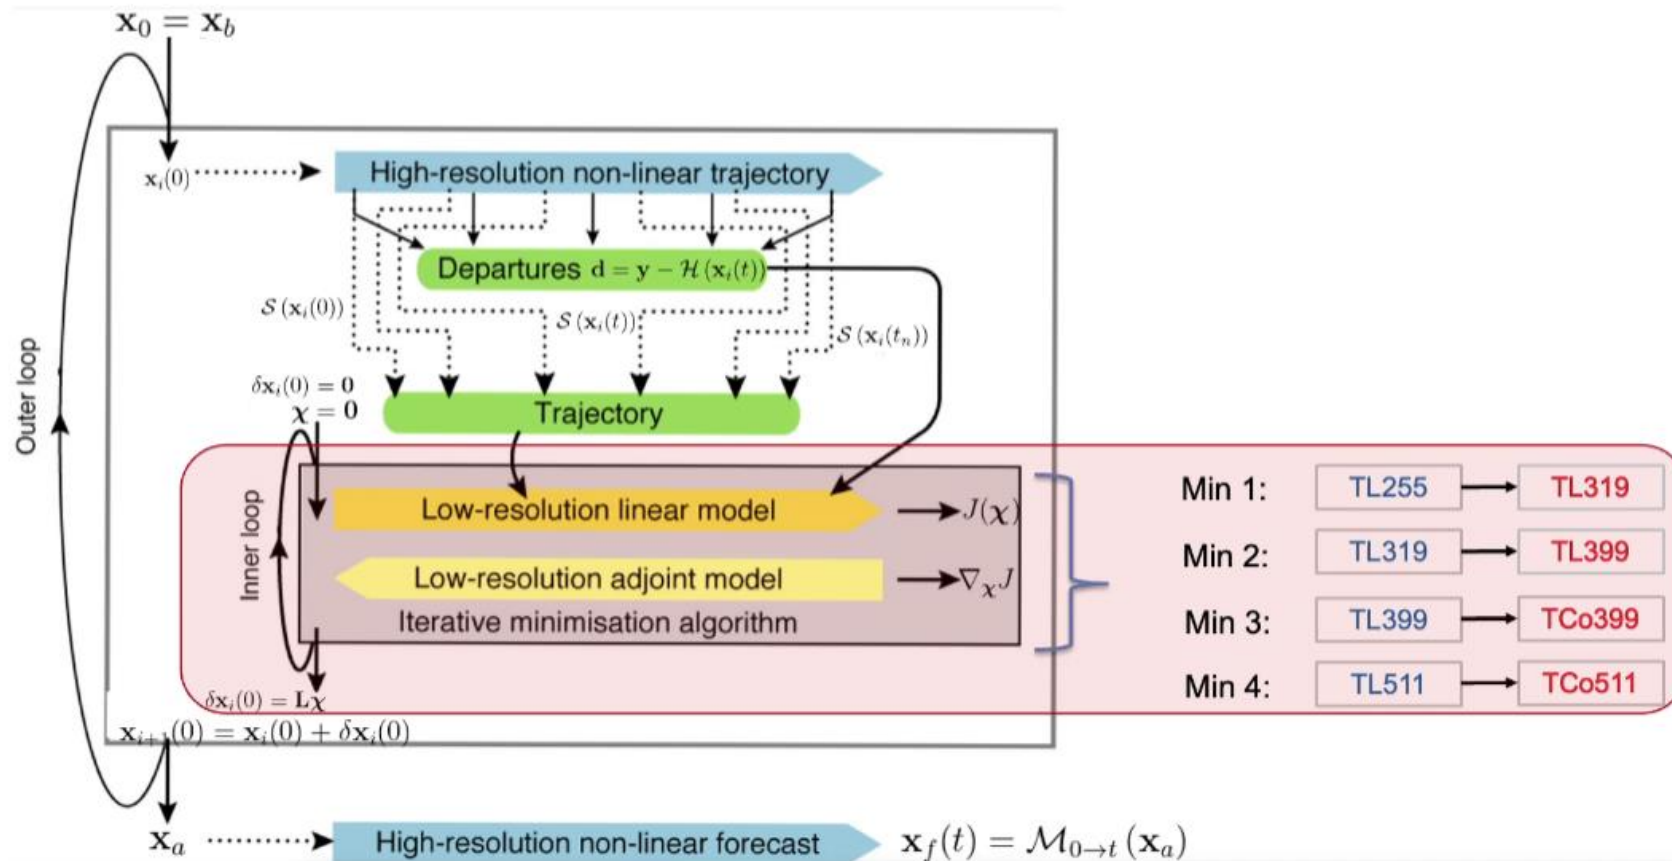 x₀ = x_b
xᵢ(0)
High-resolution non-linear trajectory
Departures d = y − ℋ(xᵢ(t))
𝒮(xᵢ(0))
𝒮(xᵢ(t))
𝒮(xᵢ(tₙ))
δxᵢ(0) = 0
χ = 0
Trajectory
Outer loop
Inner loop
Low-resolution linear model
J(χ)
Low-resolution adjoint model
∇_χJ
Iterative minimisation algorithm
δxᵢ(0) = Lχ
xᵢ₊₁(0) = xᵢ(0) + δxᵢ(0)
Min 1: TL255 TL319
Min 2: TL319 TL399
Min 3: TL399 TCo399
Min 4: TL511 TCo511
xₐ
High-resolution non-linear forecast
x_f(t) = ℳ₀→ₜ(xₐ)